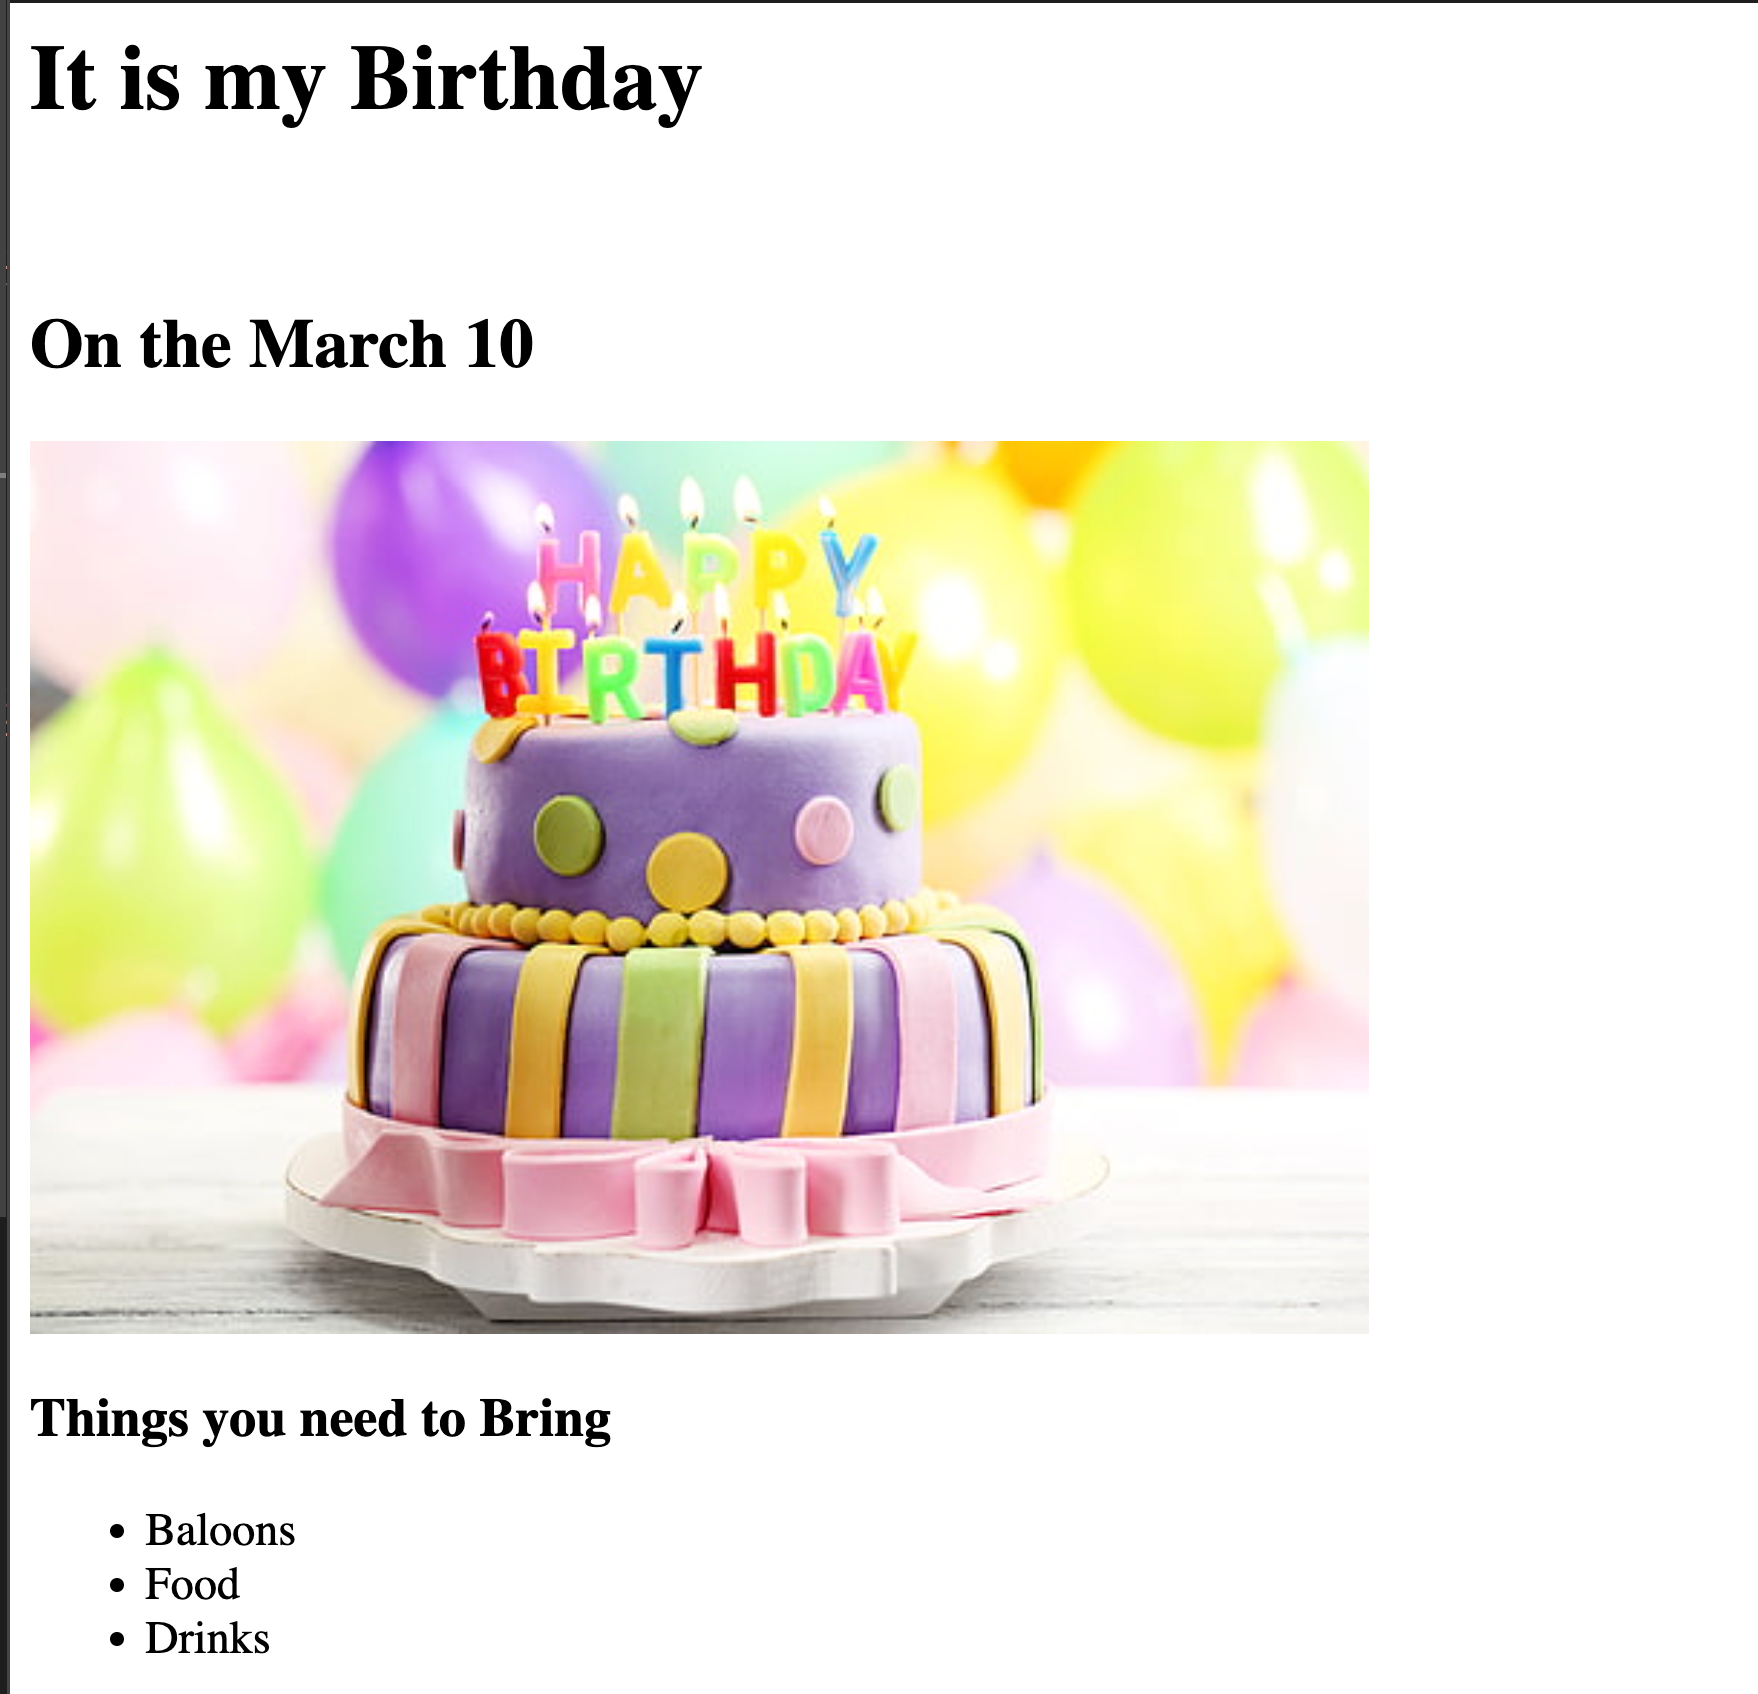 It is my Birthday
On the March 10
HAPPY
BIRTHDAY
Things you need to Bring
Baloons
Food
Drinks